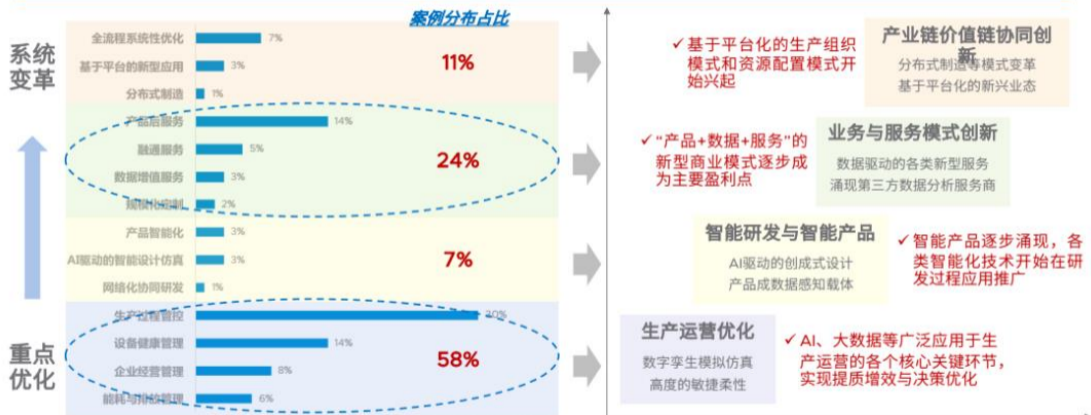 案例分布占比
系统
变革
重点
优化
全流程系统性优化 7%
基于平台的新型应用 3%
分布式制造 1%
11%
产品后服务 14%
融通服务 5%
数据增值服务 3%
规模化定制 2%
24%
产品智能化 3%
AI驱动的智能设计仿真 3%
网络化协同研发 1%
7%
生产过程管控 30%
设备健康管理 14%
企业经营管理 8%
能耗与排放管理 6%
58%
✓基于平台化的生产组织
模式和资源配置模式开
始兴起
产业链价值链协同创
新
分布式制造等模式变革
基于平台化的新兴业态
✓“产品+数据+服务”的
新型商业模式逐步成
为主要盈利点
业务与服务模式创新
数据驱动的各类新型服务
涌现第三方数据分析服务商
智能研发与智能产品
AI驱动的创成式设计
产品成数据感知载体
✓智能产品逐步涌现，各
类智能化技术开始在研
发过程应用推广
生产运营优化
数字孪生模拟仿真
高度的敏捷柔性
✓AI、大数据等广泛应用于生
产运营的各个核心关键环节，
实现提质增效与决策优化